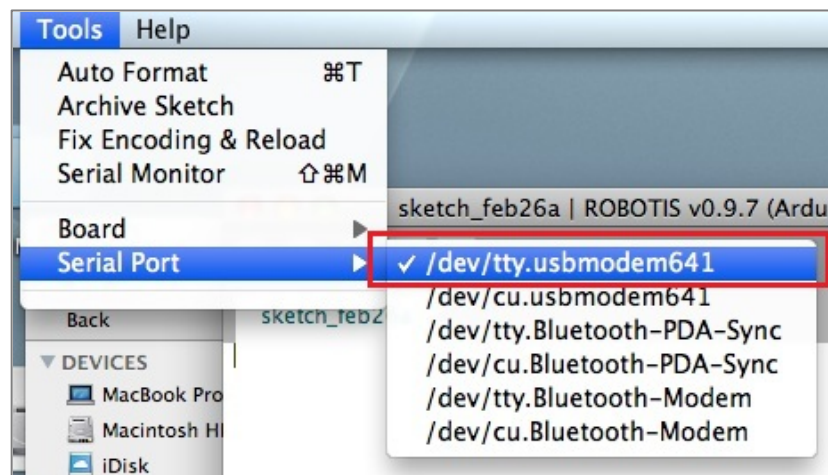 Tools Help
Auto Format ⌘T
Archive Sketch
Fix Encoding & Reload
Serial Monitor ⇧⌘M
Board
Serial Port
✓ /dev/tty.usbmodem641
/dev/cu.usbmodem641
/dev/tty.Bluetooth-PDA-Sync
/dev/cu.Bluetooth-PDA-Sync
/dev/tty.Bluetooth-Modem
/dev/cu.Bluetooth-Modem
sketch_feb26a | ROBOTIS v0.9.7 (Ardu
Back
sketch_feb2
DEVICES
MacBook Pro
Macintosh H
iDisk